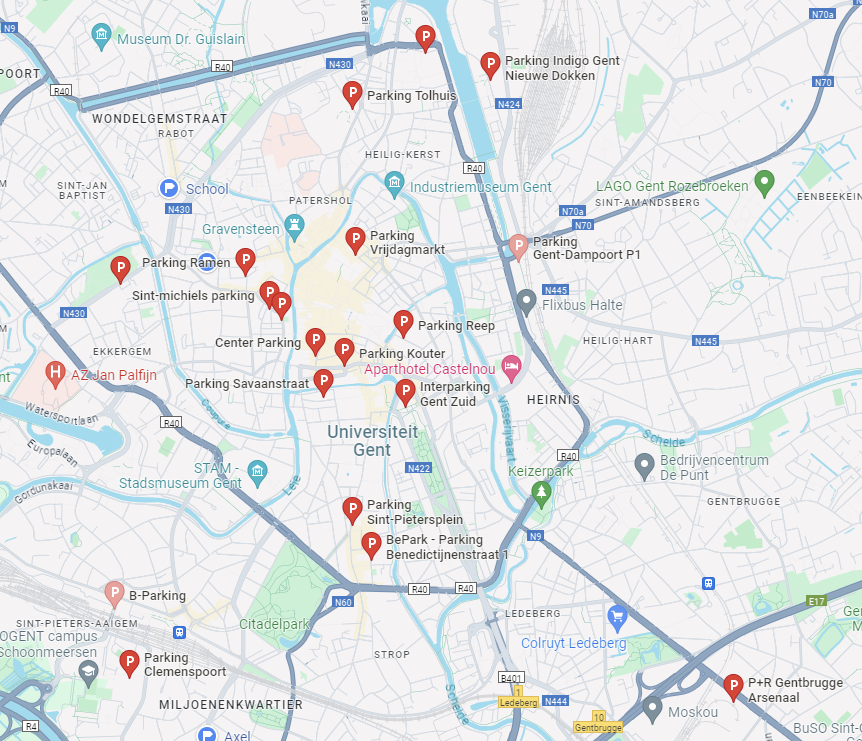 N9
N70a
Museum Dr. Guislain
R40
N430
Parking Indigo Gent
Nieuwe Dokken
POORT
R40
N70
Parking Tolhuis
N424
WONDELGEMSTRAAT
RABOT
HEILIG-KERST
R40
SINT-JAN
BAPTIST
School
Industriemuseum Gent
LAGO Gent Rozebroeken
EENBEEKEIN
PATERSHOL
SINT-AMANDSBERG
N430
N70a
N70
Gravensteen
Parking
Vrijdagmarkt
Parking
Gent-Dampoort P1
Parking Ramen
Sint-michiels parking
N445
Flixbus Halte
N430
Parking Reep
Center Parking
HEILIG-HART
N445
EKKERGEM
Parking Kouter
Aparthotel Castelnou
AZ Jan Palfijn
Parking Savaanstraat
Interparking
Gent Zuid
HEIRNIS
Watersportlaan
Coupure
Visserijvaart
R40
Universiteit
Gent
Schelde
Europalaan
R40
Bedrijvencentrum
De Punt
STAM -
Stadsmuseum Gent
N422
Keizerpark
Gordunakaai
Leie
GENTBRUGGE
Parking
Sint-Pietersplein
N9
BePark - Parking
Benedictijnenstraat 1
B-Parking
N60
R40
R40
E17
SINT-PIETERS-AAIGEM
Citadelpark
LEDEBERG
OGENT campus
Schoonmeersen
Colruyt Ledeberg
STROP
Parking
Clemenspoort
B401
P+R Gentbrugge
Arsenaal
MILJOENENKWARTIER
Schelde
1
Ledeberg
N444
10
Gentbrugge
Moskou
R4
Axel
BuSO Sint-